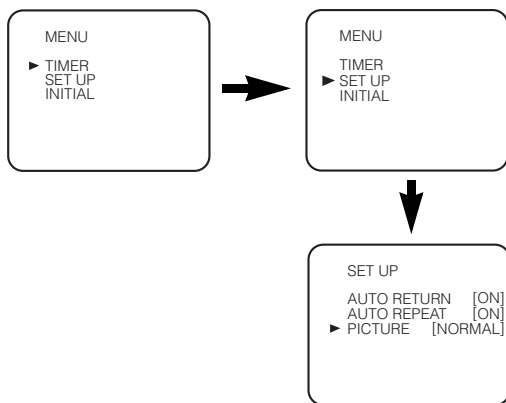 MENU
TIMER
SET UP
INITIAL
MENU
TIMER
SET UP
INITIAL
SET UP
AUTO RETURN [ON]
AUTO REPEAT [ON]
PICTURE [NORMAL]